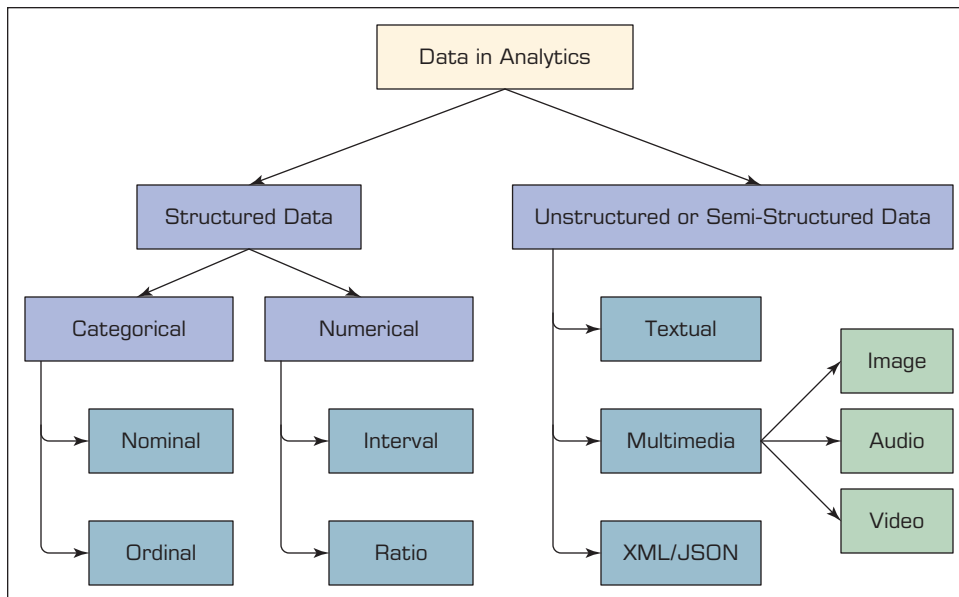 Data in Analytics
Structured Data
Unstructured or Semi-Structured Data
Categorical
Numerical
Textual
Image
Nominal
Interval
Multimedia
Audio
Video
Ordinal
Ratio
XML/JSON